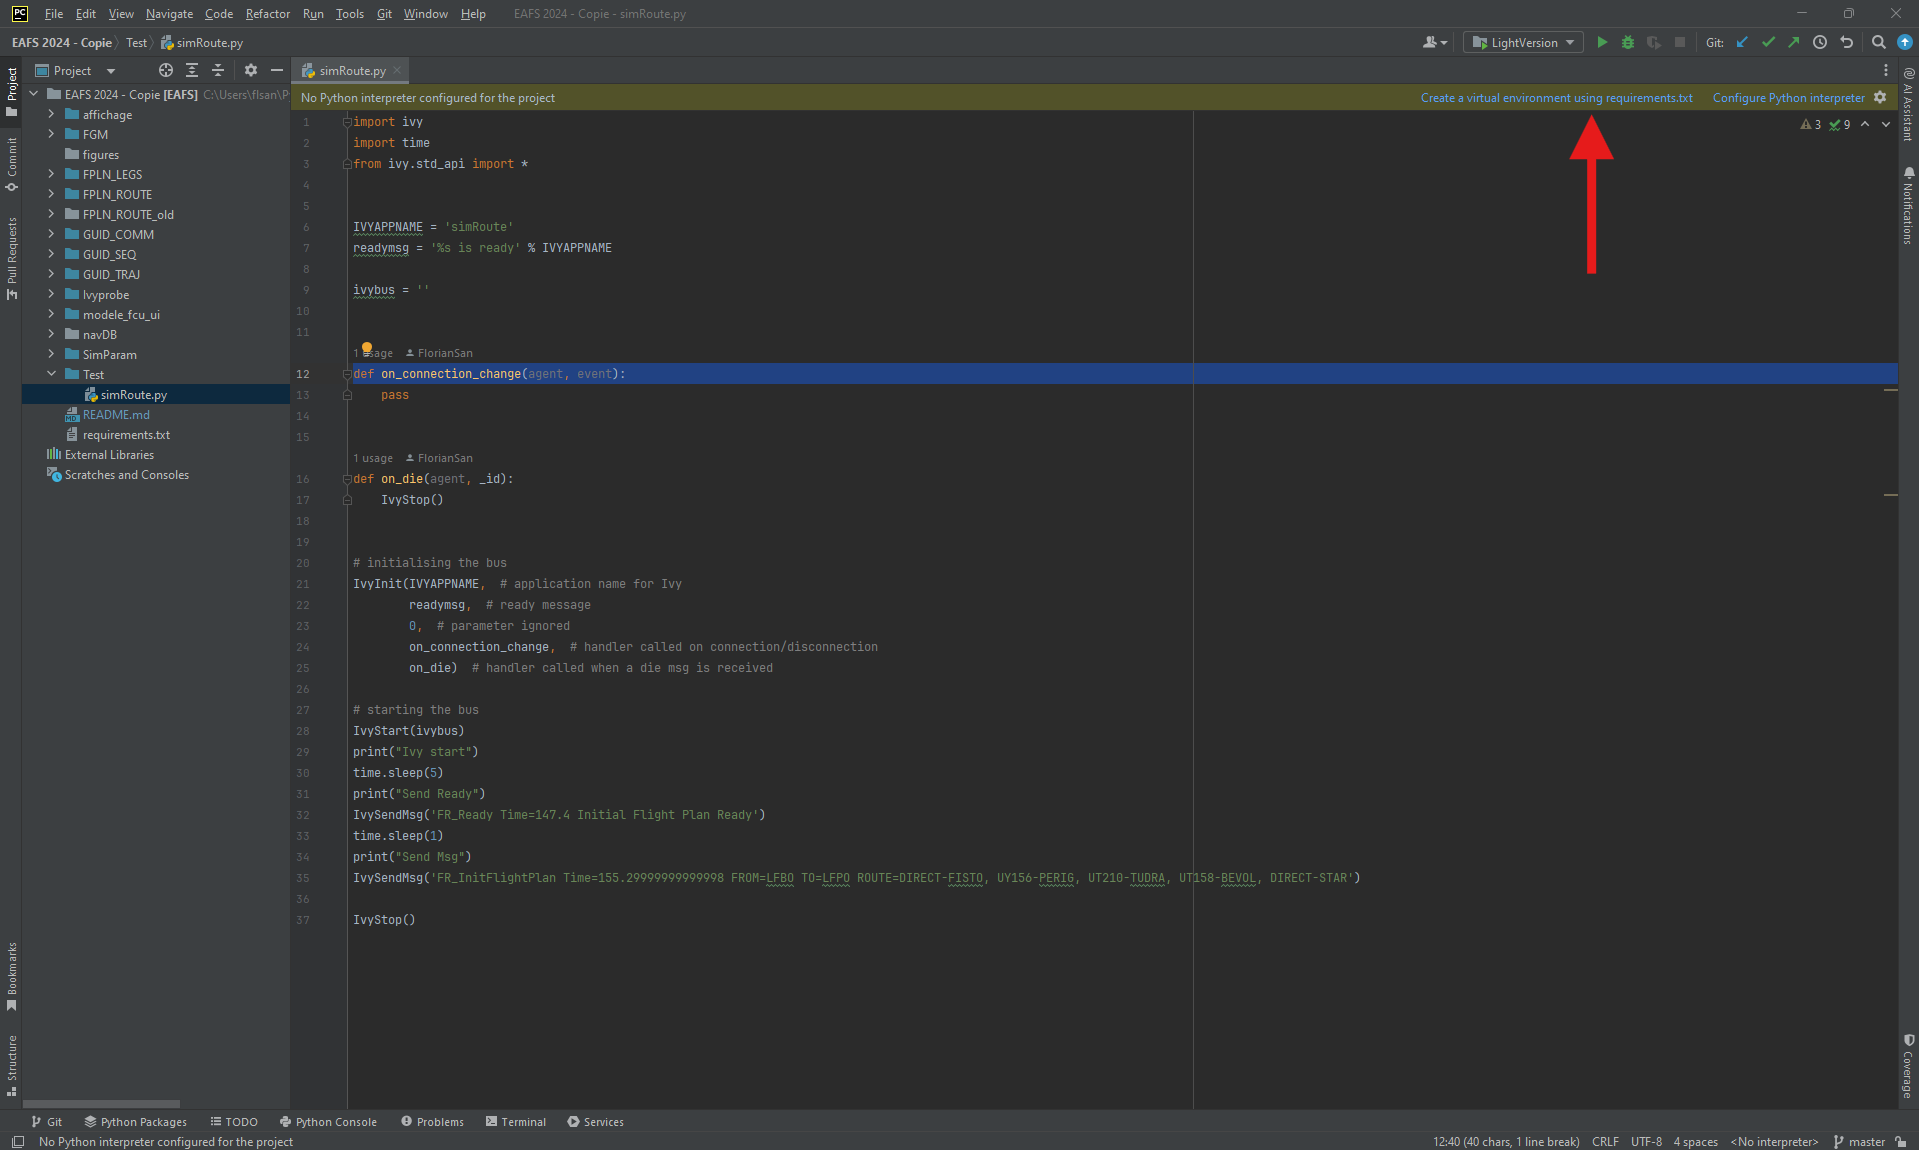 PC File Edit View Navigate Code Refactor Run Tools Git Window Help EAFS 2024 - Copie - simRoute.py
EAFS 2024 - Copie Test simRoute.py LightVersion Git:
Project simRoute.py
No Python interpreter configured for the project Create a virtual environment using requirements.txt Configure Python interpreter
EAFS 2024 - Copie [EAFS] C:\Users\flsan\P
affichage
FGM
figures
FPLN_LEGS
FPLN_ROUTE
FPLN_ROUTE_old
GUID_COMM
GUID_SEQ
GUID_TRAJ
Ivyprobe
modele_fcu_ui
navDB
SimParam
Test
simRoute.py
README.md
requirements.txt
External Libraries
Scratches and Consoles
Project
Commit
Pull Requests
Bookmarks
Structure
3 9
1 import ivy
2 import time
3 from ivy.std_api import *
4
5
6 IVYAPPNAME = 'simRoute'
7 readymsg = '%s is ready' % IVYAPPNAME
8
9 ivybus = ''
10
11
1 usage FlorianSan
12 def on_connection_change(agent, event):
13 pass
14
15
1 usage FlorianSan
16 def on_die(agent, _id):
17 IvyStop()
18
19
20 # initialising the bus
21 IvyInit(IVYAPPNAME, # application name for Ivy
22 readymsg, # ready message
23 0, # parameter ignored
24 on_connection_change, # handler called on connection/disconnection
25 on_die) # handler called when a die msg is received
26
27 # starting the bus
28 IvyStart(ivybus)
29 print("Ivy start")
30 time.sleep(5)
31 print("Send Ready")
32 IvySendMsg('FR_Ready Time=147.4 Initial Flight Plan Ready')
33 time.sleep(1)
34 print("Send Msg")
35 IvySendMsg('FR_InitFlightPlan Time=155.29999999999998 FROM=LFBO TO=LFPO ROUTE=DIRECT-FISTO, UY156-PERIG, UT210-TUDRA, UT158-BEVOL, DIRECT-STAR')
36
37 IvyStop()
AI Assistant
Notifications
Coverage
Git Python Packages TODO Python Console Problems Terminal Services
No Python interpreter configured for the project 12:40 (40 chars, 1 line break) CRLF UTF-8 4 spaces <No interpreter> master